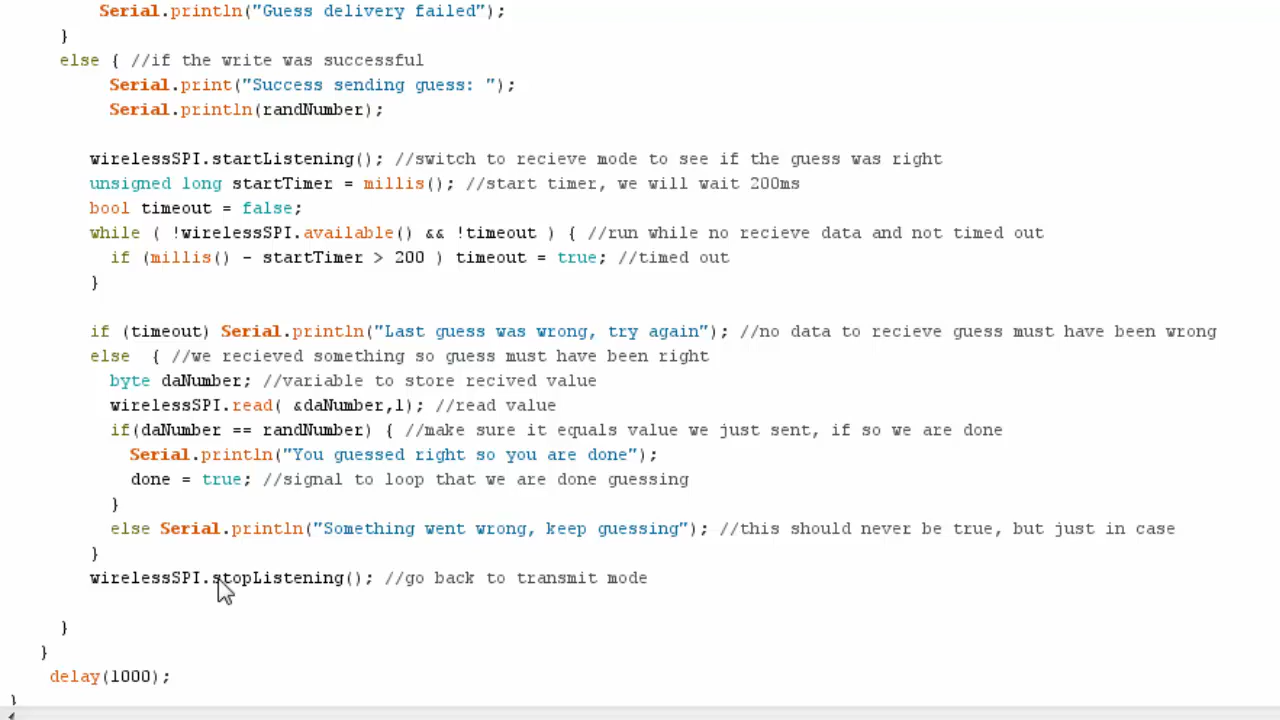 Serial.println("Guess delivery failed");
}
else { //if the write was successful
Serial.print("Success sending guess: ");
Serial.println(randNumber);
wirelessSPI.startListening(); //switch to recieve mode to see if the guess was right
unsigned long startTimer = millis(); //start timer, we will wait 200ms
bool timeout = false;
while ( !wirelessSPI.available() && !timeout ) { //run while no recieve data and not timed out
if (millis() - startTimer > 200 ) timeout = true; //timed out
}
if (timeout) Serial.println("Last guess was wrong, try again"); //no data to recieve guess must have been wrong
else  { //we recieved something so guess must have been right
byte daNumber; //variable to store recived value
wirelessSPI.read( &daNumber,1); //read value
if(daNumber == randNumber) { //make sure it equals value we just sent, if so we are done
Serial.println("You guessed right so you are done");
done = true; //signal to loop that we are done guessing
}
else Serial.println("Something went wrong, keep guessing"); //this should never be true, but just in case
}
wirelessSPI.stopListening(); //go back to transmit mode
}
}
delay(1000);
}